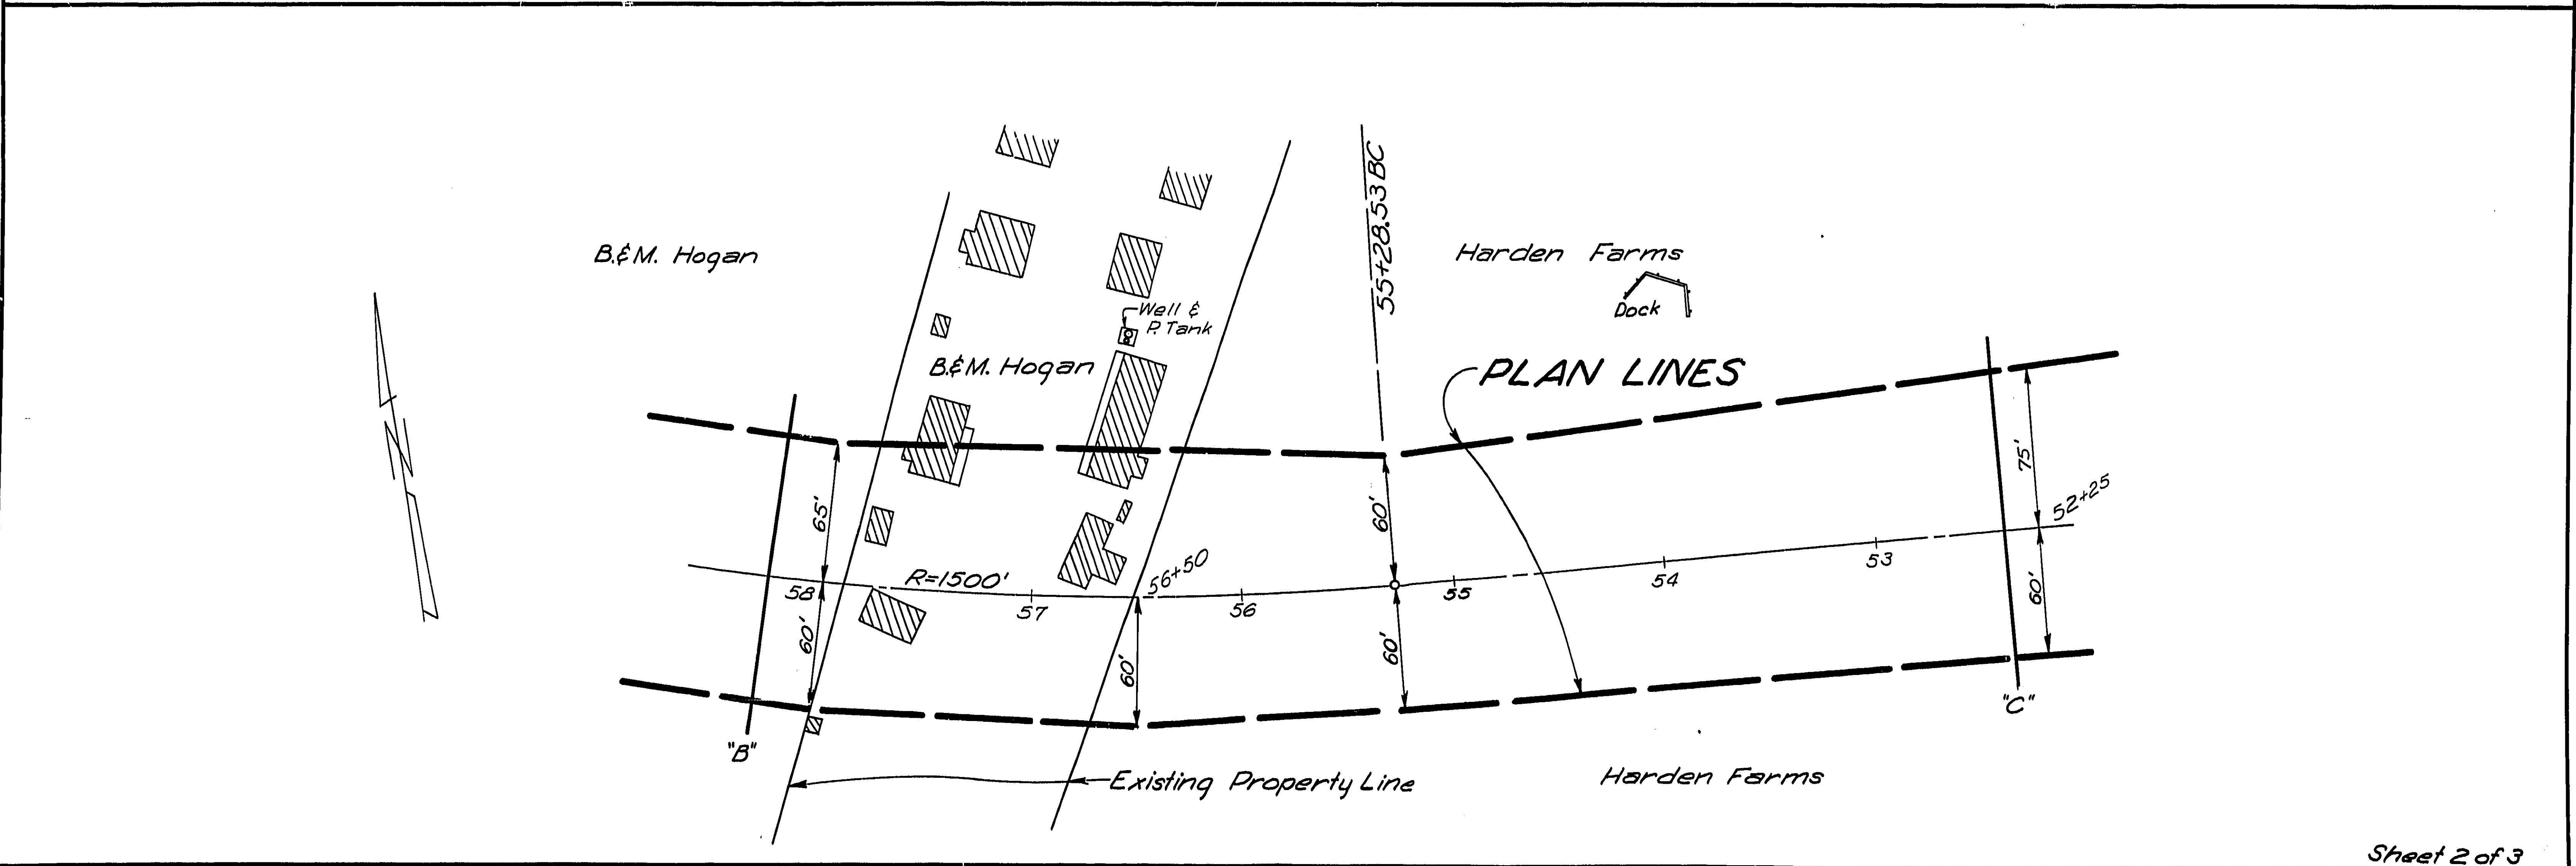 55+28.53 BC
B.&M. Hogan
Harden Farms
Dock
Well &
P. Tank
B.&M. Hogan
PLAN LINES
75'
52+25
65'
60'
R=1500'
56+50
58
57
56
55
54
53
60'
60'
60'
60'
"B"
"C"
Existing Property Line
Harden Farms
Sheet 2 of 3